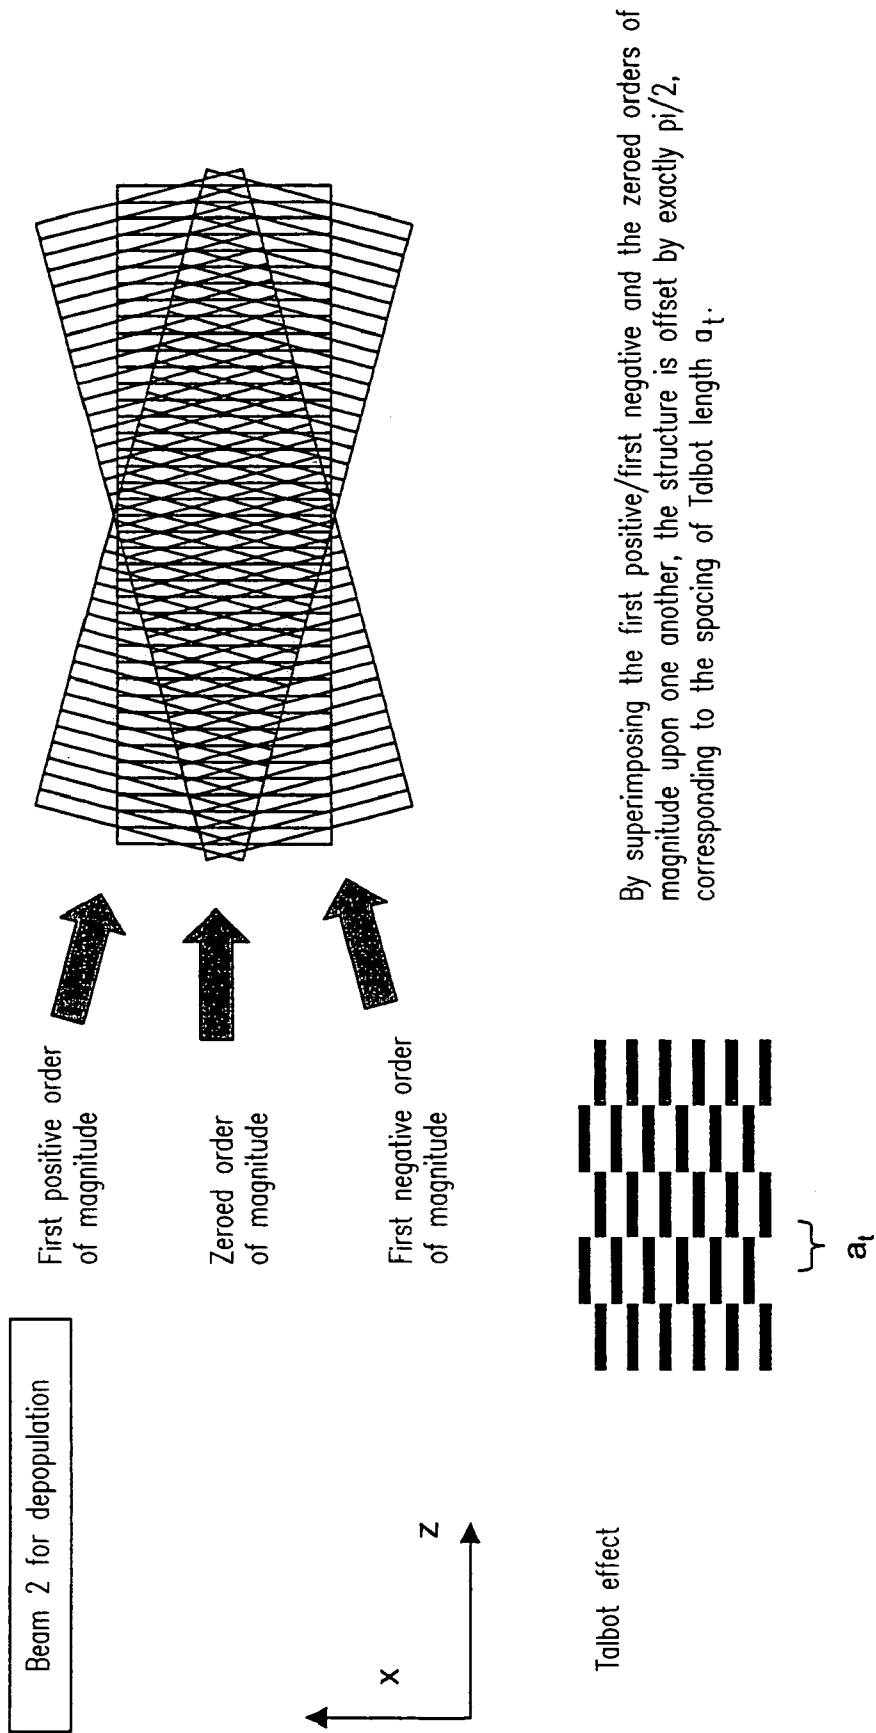 Beam 2 for depopulation
First positive order
of magnitude
Zeroed order
of magnitude
First negative order
of magnitude
x
z
Talbot effect
a_t
By superimposing the first positive/first negative and the zeroed orders of
magnitude upon one another, the structure is offset by exactly pi/2,
corresponding to the spacing of Talbot length a_t.